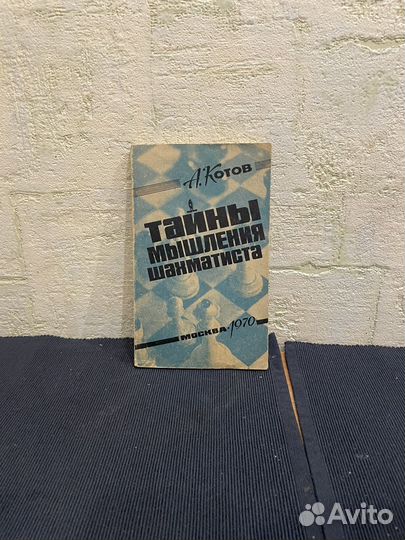 А. Котов
ТАЙНЫ
МЫШЛЕНИЯ
ШАХМАТИСТА
МОСКВА·1970
Avito